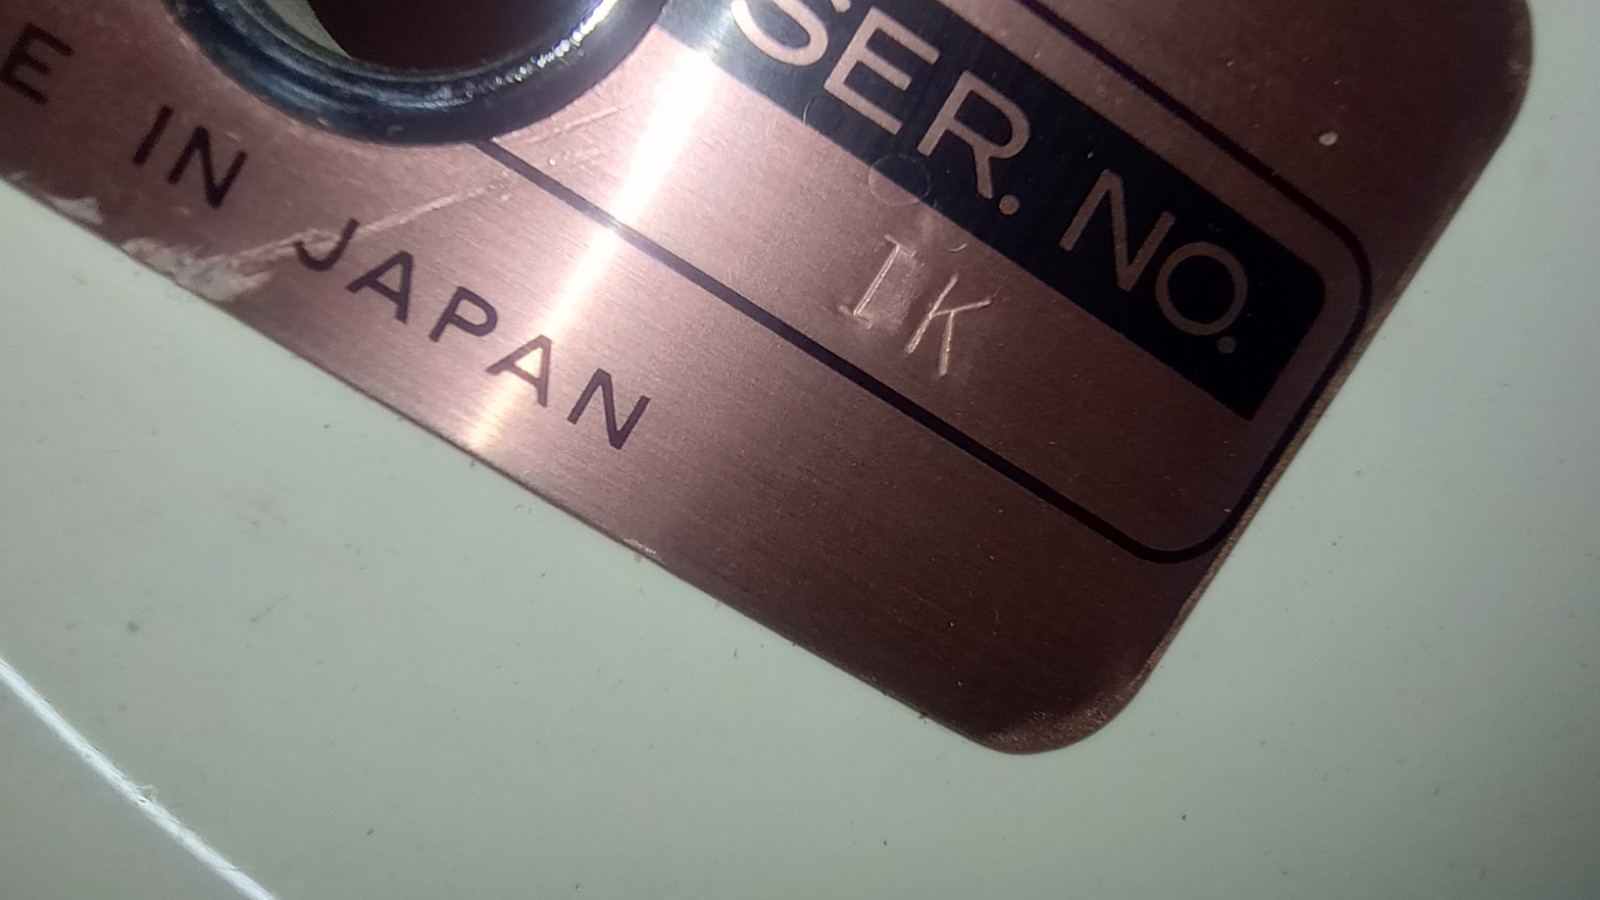 SER. NO.
IK
E IN JAPAN